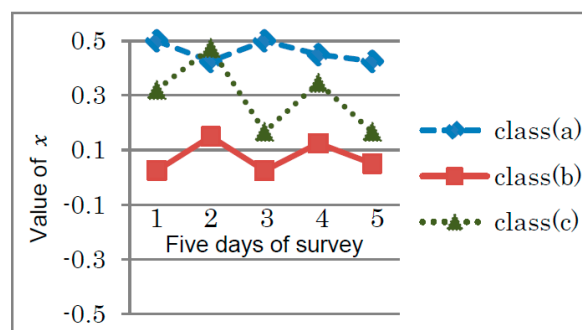 0.5
0.3
0.1
-0.1
-0.3
-0.5
Value of x
1 2 3 4 5
Five days of survey
class(a)
class(b)
class(c)